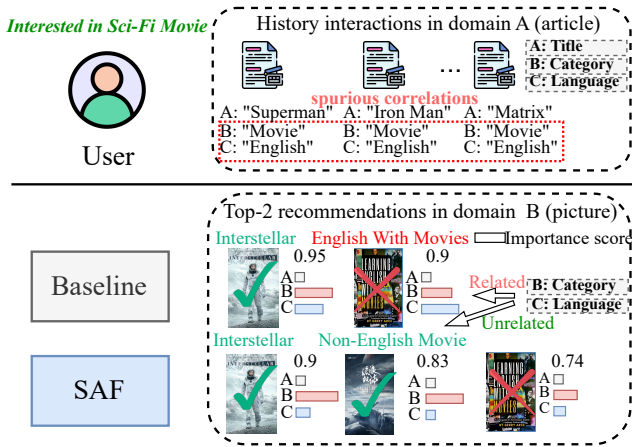 Interested in Sci-Fi Movie
History interactions in domain A (article)
A: Title
B: Category
C: Language
...
spurious correlations
A: "Superman" A: "Iron Man" A: "Matrix"
B: "Movie" B: "Movie" B: "Movie"
C: "English" C: "English" C: "English"
User
Top-2 recommendations in domain B (picture)
Interstellar English With Movies Importance score
0.95 0.9
Baseline
A
B
C
A
B
C
Related
B: Category
C: Language
Unrelated
Interstellar Non-English Movie
0.9 0.83 0.74
SAF
A
B
C
A
B
C
A
B
C